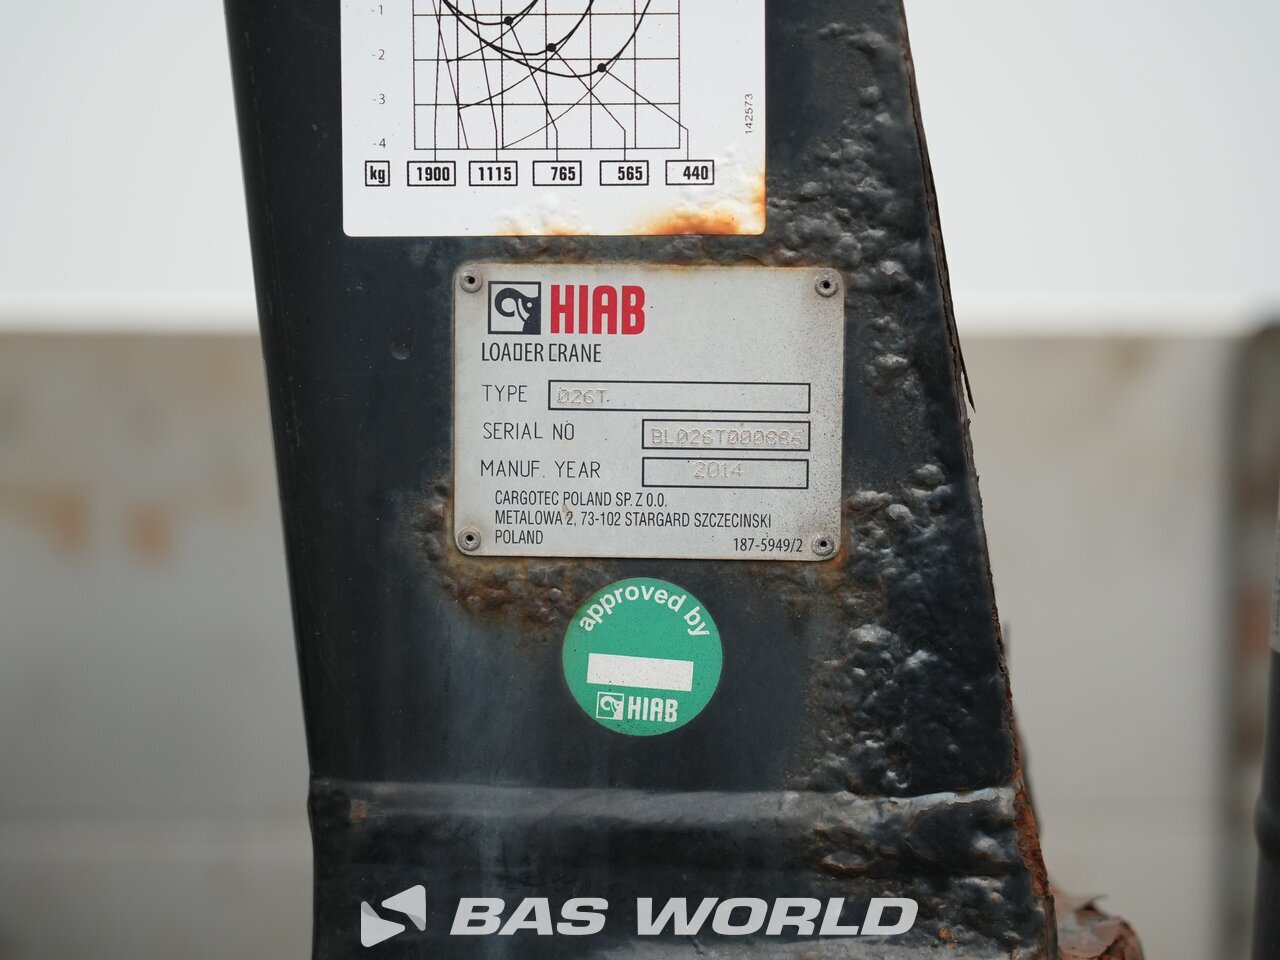 -1
-2
-3
-4
142573
kg 1900 1115 765 565 440
HIAB
LOADER CRANE
TYPE 026T
SERIAL NO BL026T000886
MANUF. YEAR 2014
CARGOTEC POLAND SP. Z O.O.
METALOWA 2, 73-102 STARGARD SZCZECINSKI
POLAND 187-5949/2
approved by
HIAB
BAS WORLD